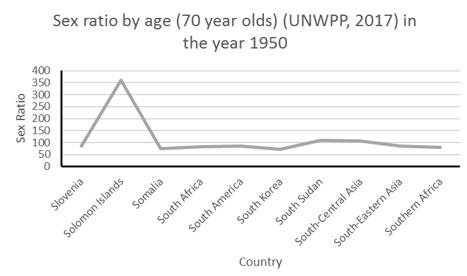 Sex ratio by age (70 year olds) (UNWPP, 2017) in
the year 1950
Sex Ratio
400
350
300
250
200
150
100
50
0
Slovenia
Solomon Islands
Somalia
South Africa
South America
South Korea
South Sudan
South-Central Asia
South-Eastern Asia
Southern Africa
Country